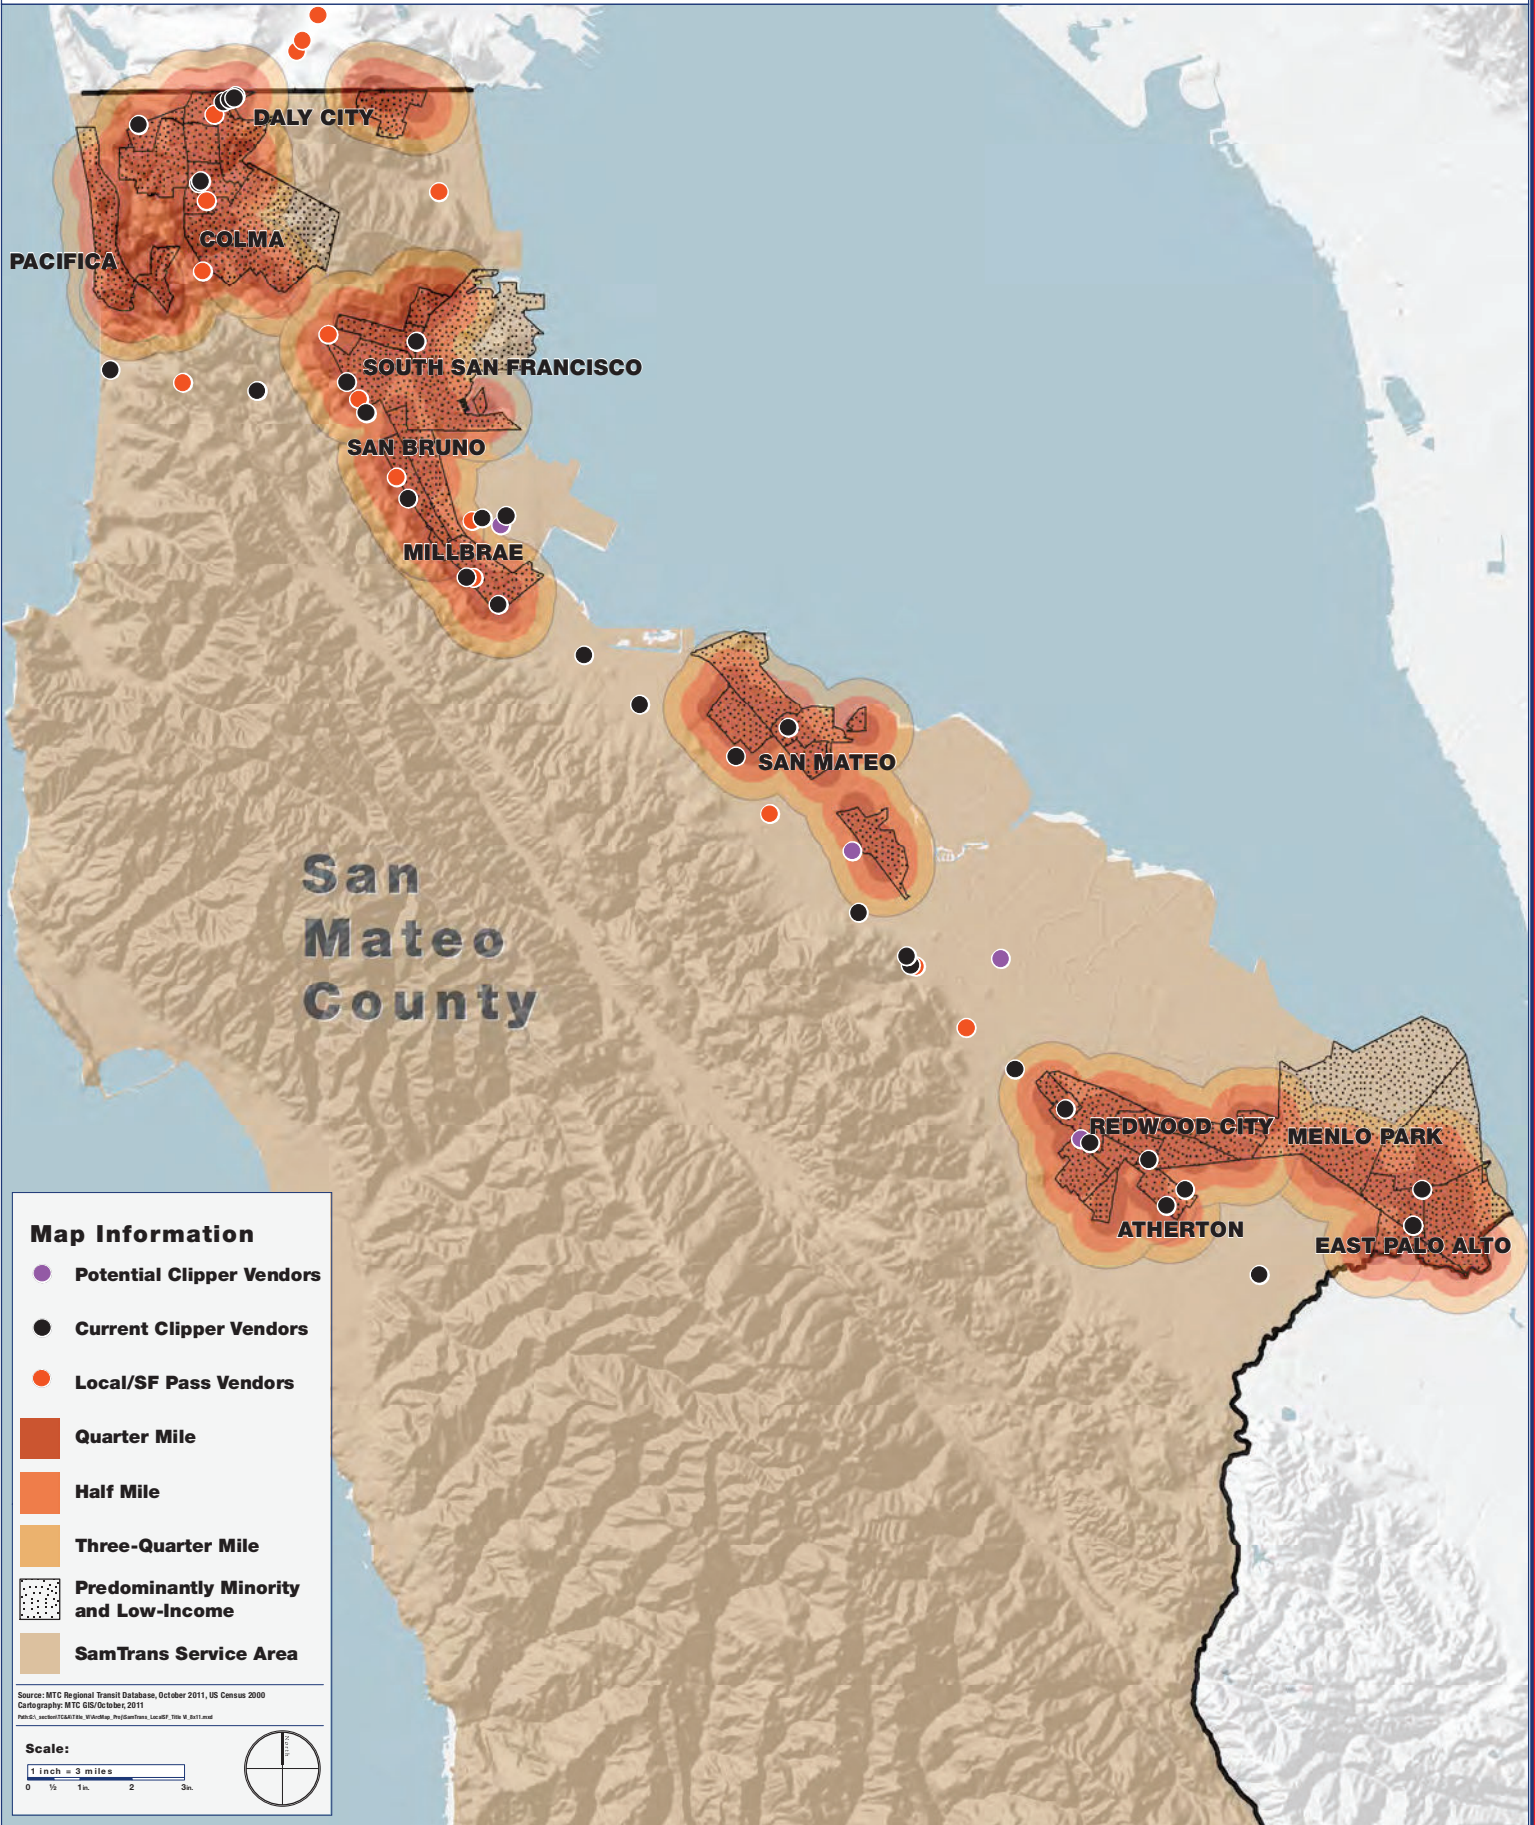 DALY CITY
COLMA
PACIFICA
SOUTH SAN FRANCISCO
SAN BRUNO
MILLBRAE
SAN MATEO
San
Mateo
County
REDWOOD CITY
MENLO PARK
ATHERTON
EAST PALO ALTO
Map Information
Potential Clipper Vendors
Current Clipper Vendors
Local/SF Pass Vendors
Quarter Mile
Half Mile
Three-Quarter Mile
Predominantly Minority
and Low-Income
SamTrans Service Area
Source: MTC Regional Transit Database, October 2011, US Census 2000
Cartography: MTC GIS/October, 2011
Scale:
1 inch = 3 miles
0 ½ 1in. 2 3in.
North